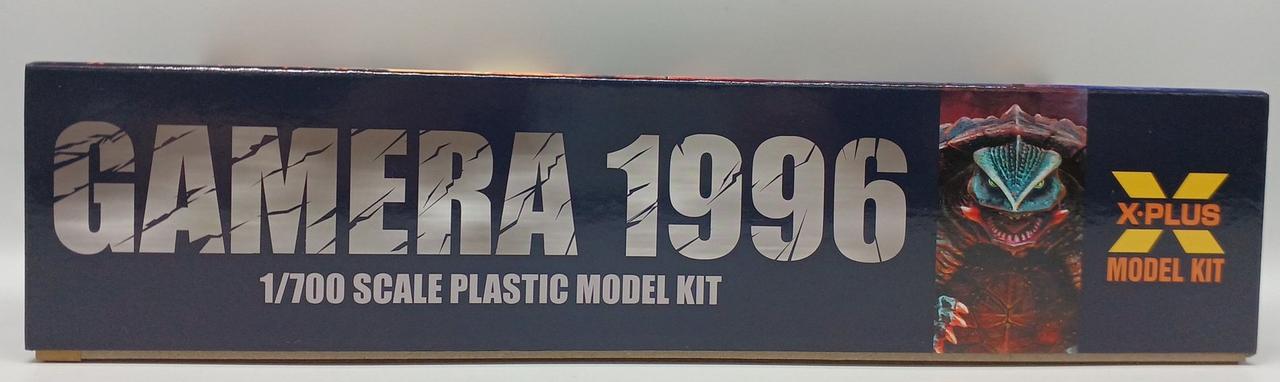 GAMERA 1996
1/700 SCALE PLASTIC MODEL KIT
X·PLUS
MODEL KIT